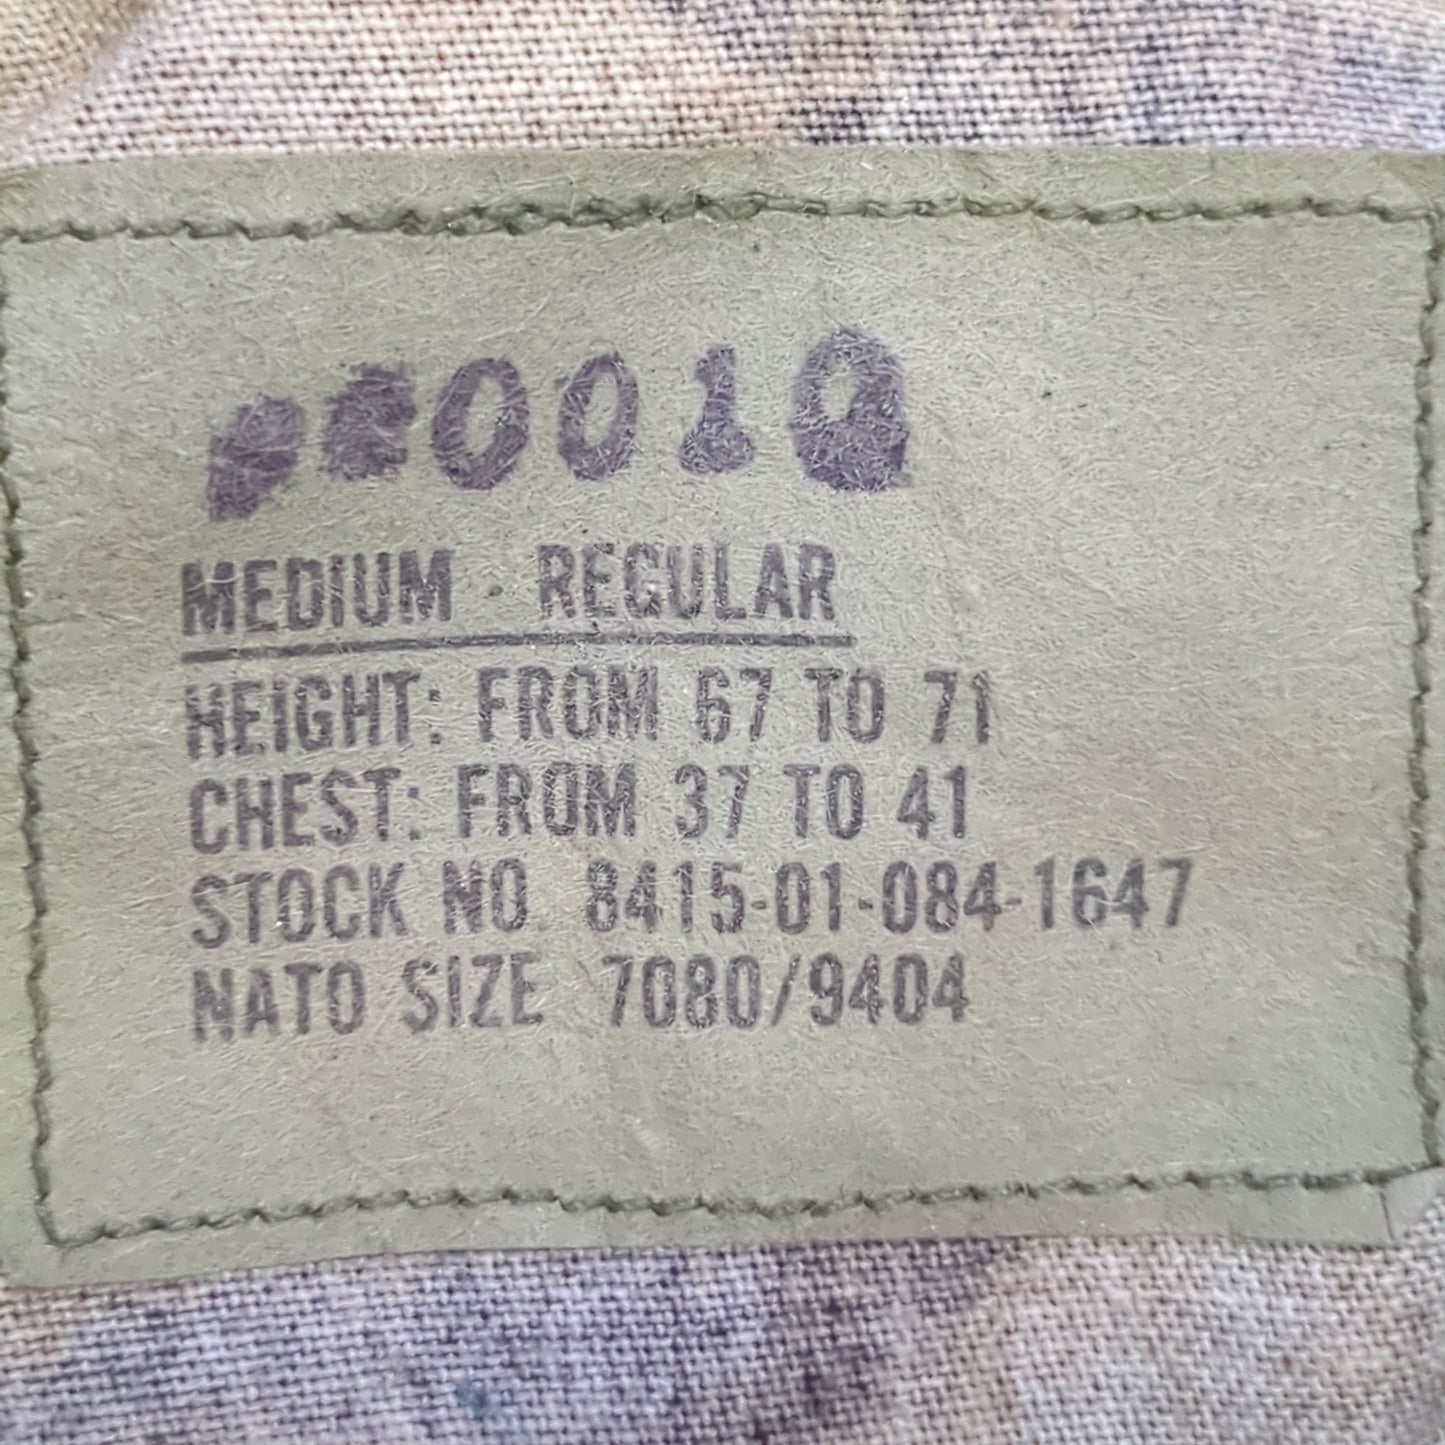 MEDIUM · REGULAR
HEIGHT: FROM 67 TO 71
CHEST: FROM 37 TO 41
STOCK NO. 8415-01-084-1647
NATO SIZE 7080/9404